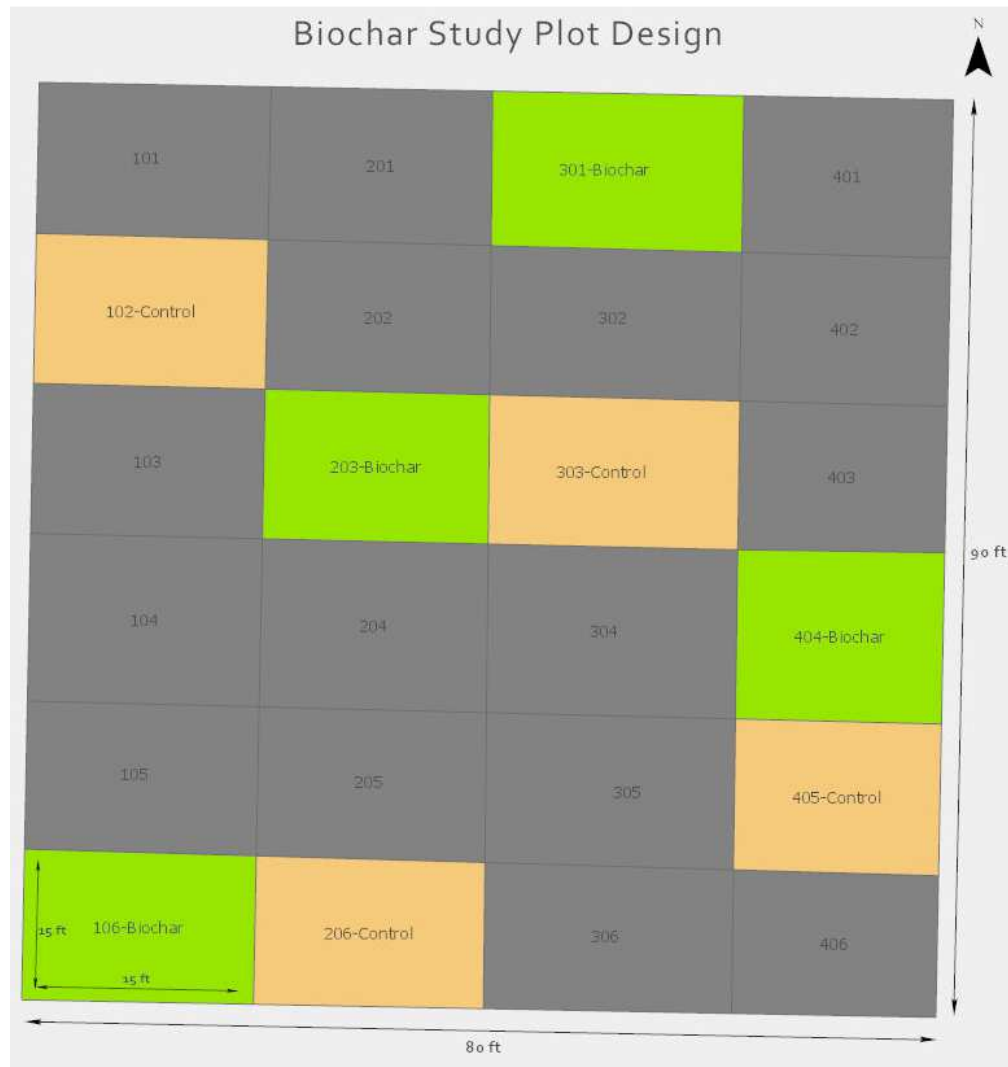 Biochar Study Plot Design
N
101
201
301-Biochar
401
102-Control
202
302
402
103
203-Biochar
303-Control
403
90 ft
104
204
304
404-Biochar
105
205
305
405-Control
106-Biochar
206-Control
306
406
15 ft
15 ft
80 ft